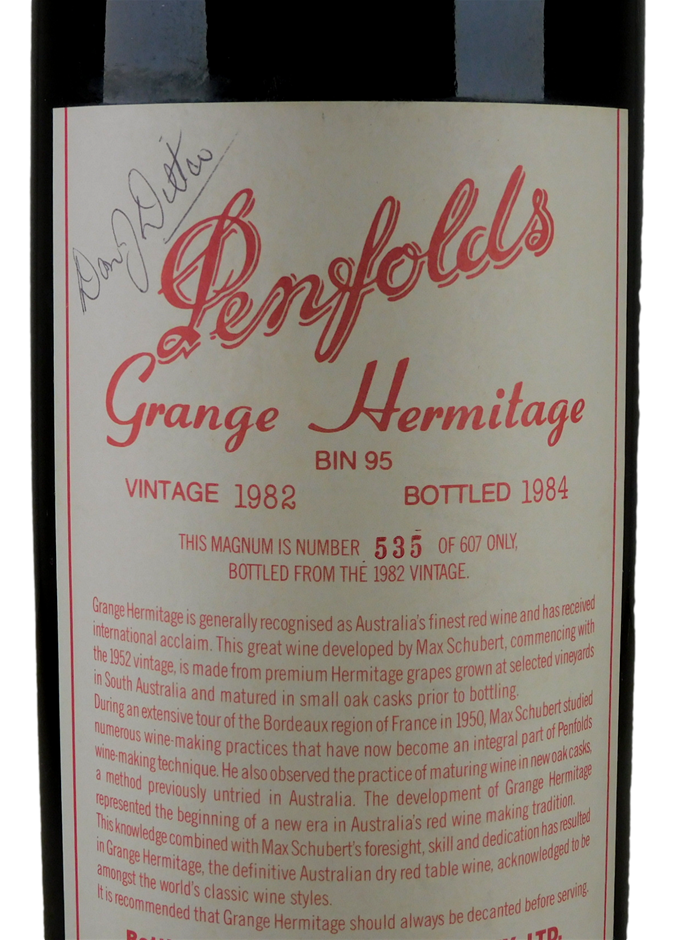 Don J Ditter
Penfolds
Grange Hermitage
BIN 95
VINTAGE 1982 BOTTLED 1984
THIS MAGNUM IS NUMBER 535 OF 607 ONLY,
BOTTLED FROM THE 1982 VINTAGE.
Grange Hermitage is generally recognised as Australia's finest red wine and has received
international acclaim. This great wine developed by Max Schubert, commencing with
the 1952 vintage, is made from premium Hermitage grapes grown at selected vineyards
in South Australia and matured in small oak casks prior to bottling.
During an extensive tour of the Bordeaux region of France in 1950, Max Schubert studied
numerous wine-making practices that have now become an integral part of Penfolds
wine-making technique. He also observed the practice of maturing wine in new oak casks,
a method previously untried in Australia. The development of Grange Hermitage
represented the beginning of a new era in Australia's red wine making tradition.
This knowledge combined with Max Schubert's foresight, skill and dedication has resulted
in Grange Hermitage, the definitive Australian dry red table wine, acknowledged to be
amongst the world's classic wine styles.
It is recommended that Grange Hermitage should always be decanted before serving.
LTD.